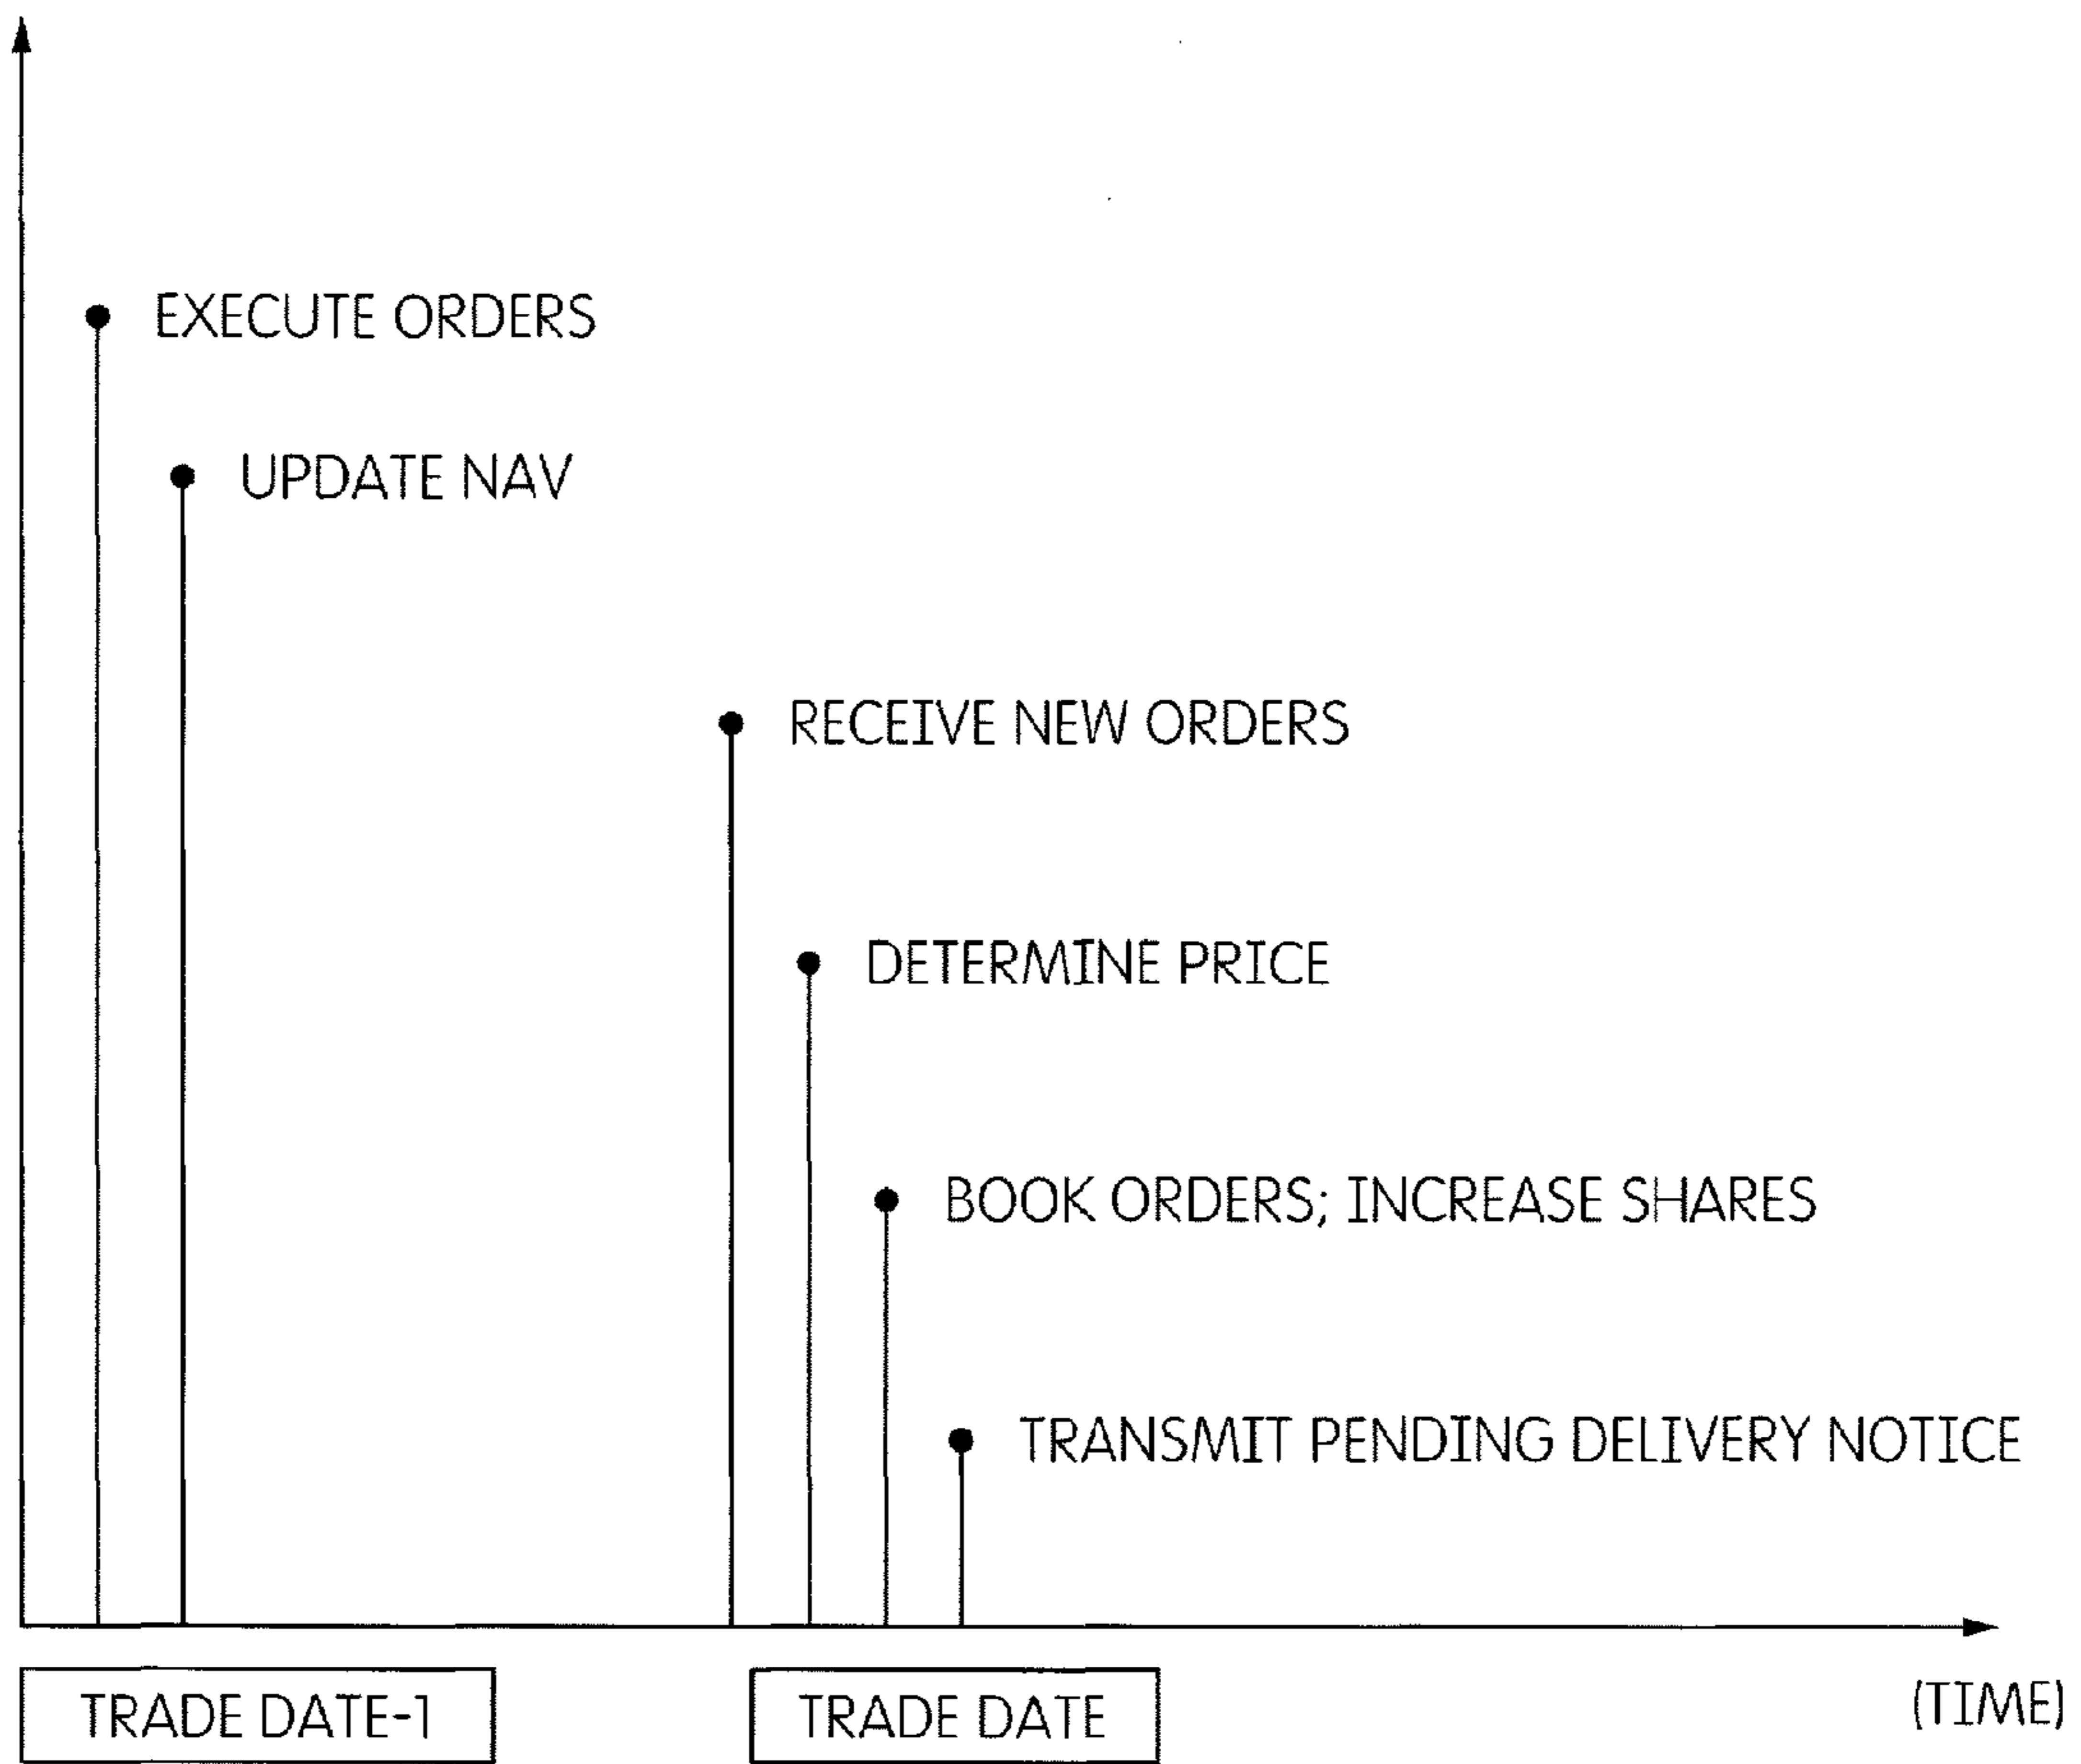 EXECUTE ORDERS
UPDATE NAV
RECEIVE NEW ORDERS
DETERMINE PRICE
BOOK ORDERS; INCREASE SHARES
TRANSMIT PENDING DELIVERY NOTICE
TRADE DATE-1
TRADE DATE
(TIME)